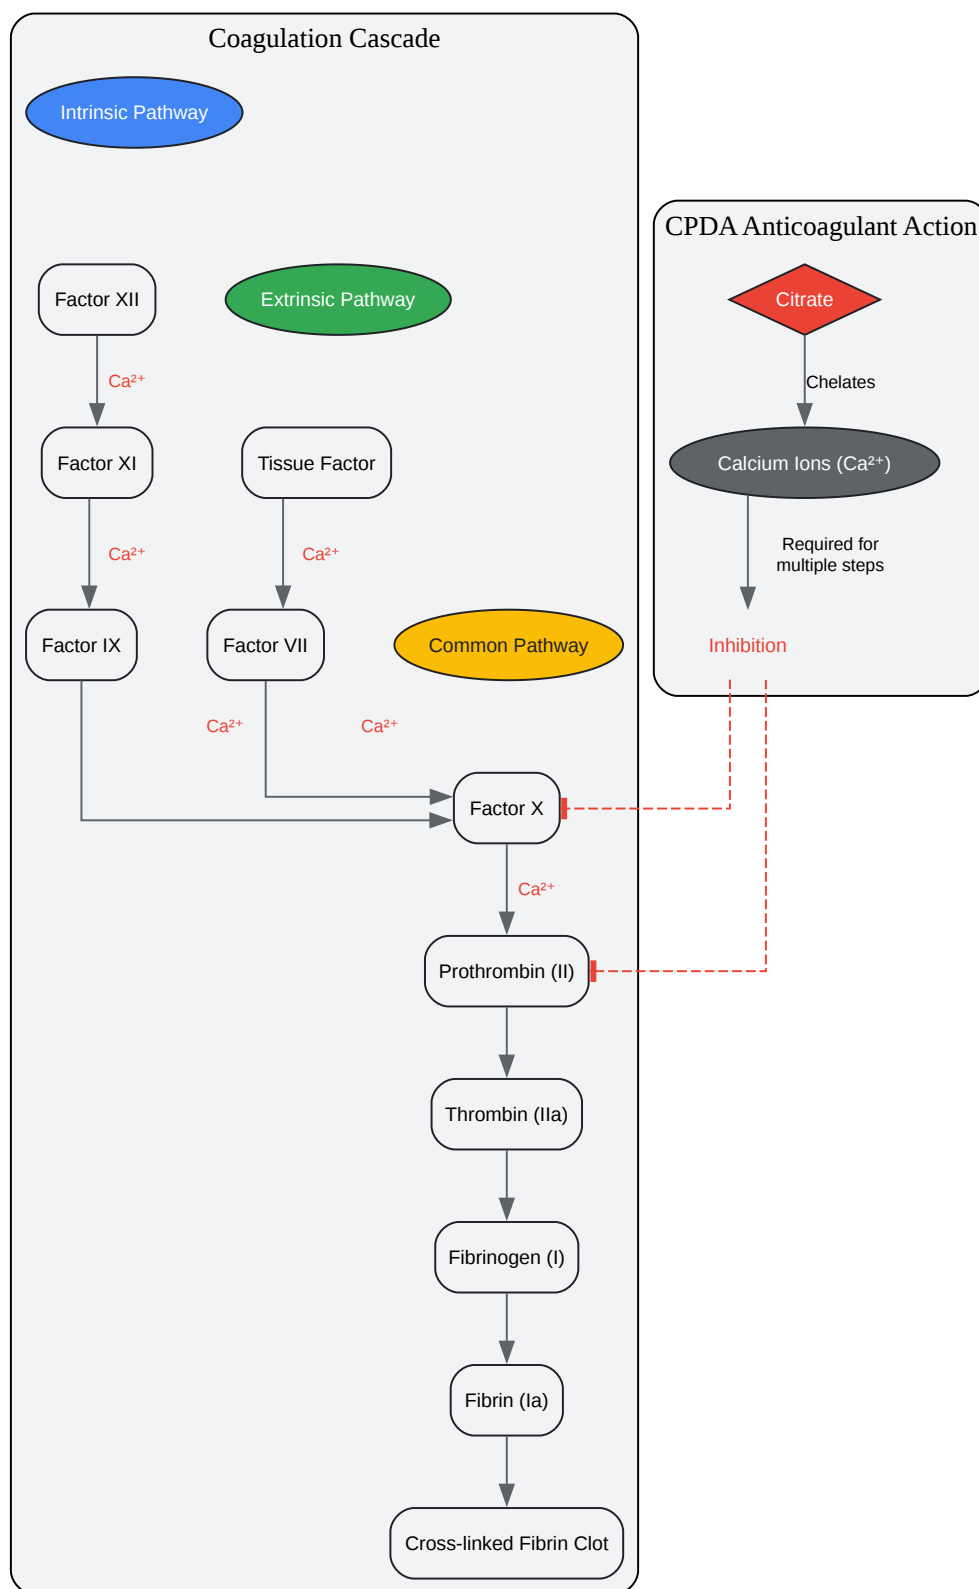 Coagulation Cascade
Intrinsic Pathway
CPDA Anticoagulant Action
Factor XII
Extrinsic Pathway
Citrate
Ca²⁺
Chelates
Factor XI
Tissue Factor
Calcium Ions (Ca²⁺)
Ca²⁺
Ca²⁺
Required for
multiple steps
Factor IX
Factor VII
Common Pathway
Inhibition
Ca²⁺
Ca²⁺
Factor X
Ca²⁺
Prothrombin (II)
Thrombin (IIa)
Fibrinogen (I)
Fibrin (Ia)
Cross-linked Fibrin Clot